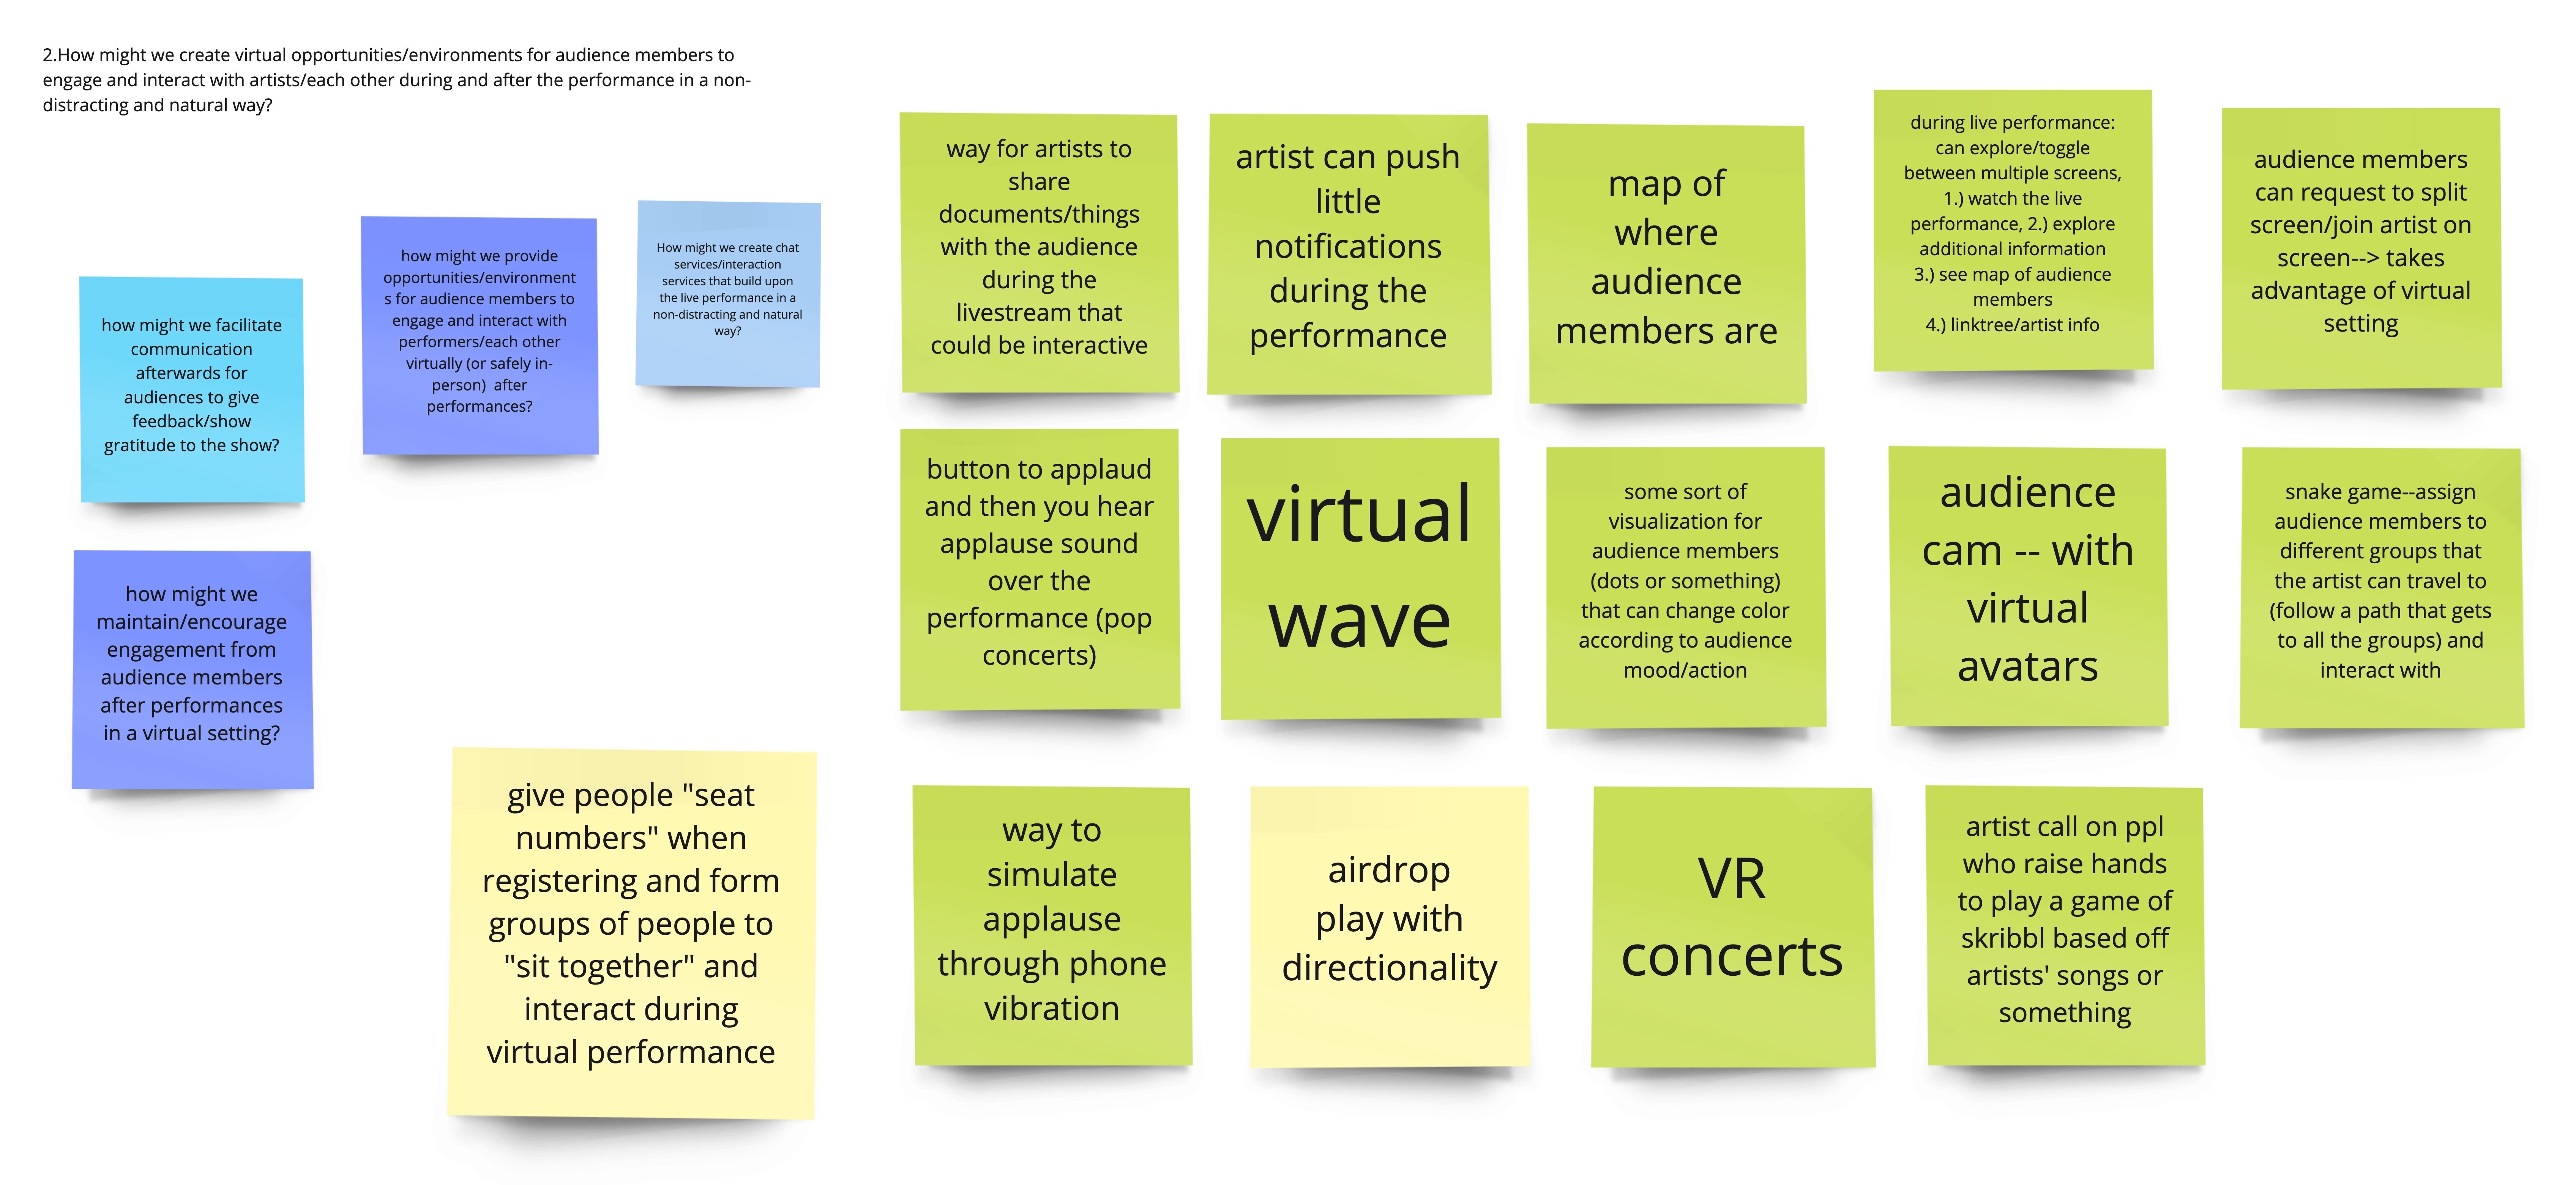 2.How might we create virtual opportunities/environments for audience members to
engage and interact with artists/each other during and after the performance in a non-
distracting and natural way?
how might we facilitate
communication
afterwards for
audiences to give
feedback/show
gratitude to the show?
how might we provide
opportunities/environment
s for audience members to
engage and interact with
performers/each other
virtually (or safely in-
person)  after
performances?
How might we create chat
services/interaction
services that build upon
the live performance in a
non-distracting and natural
way?
how might we
maintain/encourage
engagement from
audience members
after performances
in a virtual setting?
give people "seat
numbers" when
registering and form
groups of people to
"sit together" and
interact during
virtual performance
way for artists to
share
documents/things
with the audience
during the
livestream that
could be interactive
artist can push
little
notifications
during the
performance
map of
where
audience
members are
during live performance:
can explore/toggle
between multiple screens,
1.) watch the live
performance, 2.) explore
additional information
3.) see map of audience
members
4.) linktree/artist info
audience members
can request to split
screen/join artist on
screen--> takes
advantage of virtual
setting
button to applaud
and then you hear
applause sound
over the
performance (pop
concerts)
virtual
wave
some sort of
visualization for
audience members
(dots or something)
that can change color
according to audience
mood/action
audience
cam -- with
virtual
avatars
snake game--assign
audience members to
different groups that
the artist can travel to
(follow a path that gets
to all the groups) and
interact with
way to
simulate
applause
through phone
vibration
airdrop
play with
directionality
VR
concerts
artist call on ppl
who raise hands
to play a game of
skribbl based off
artists' songs or
something